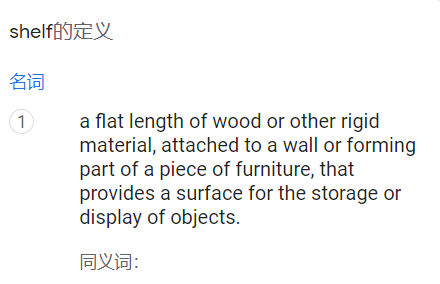 shelf的定义
名词
1
a flat length of wood or other rigid
material, attached to a wall or forming
part of a piece of furniture, that
provides a surface for the storage or
display of objects.
同义词：